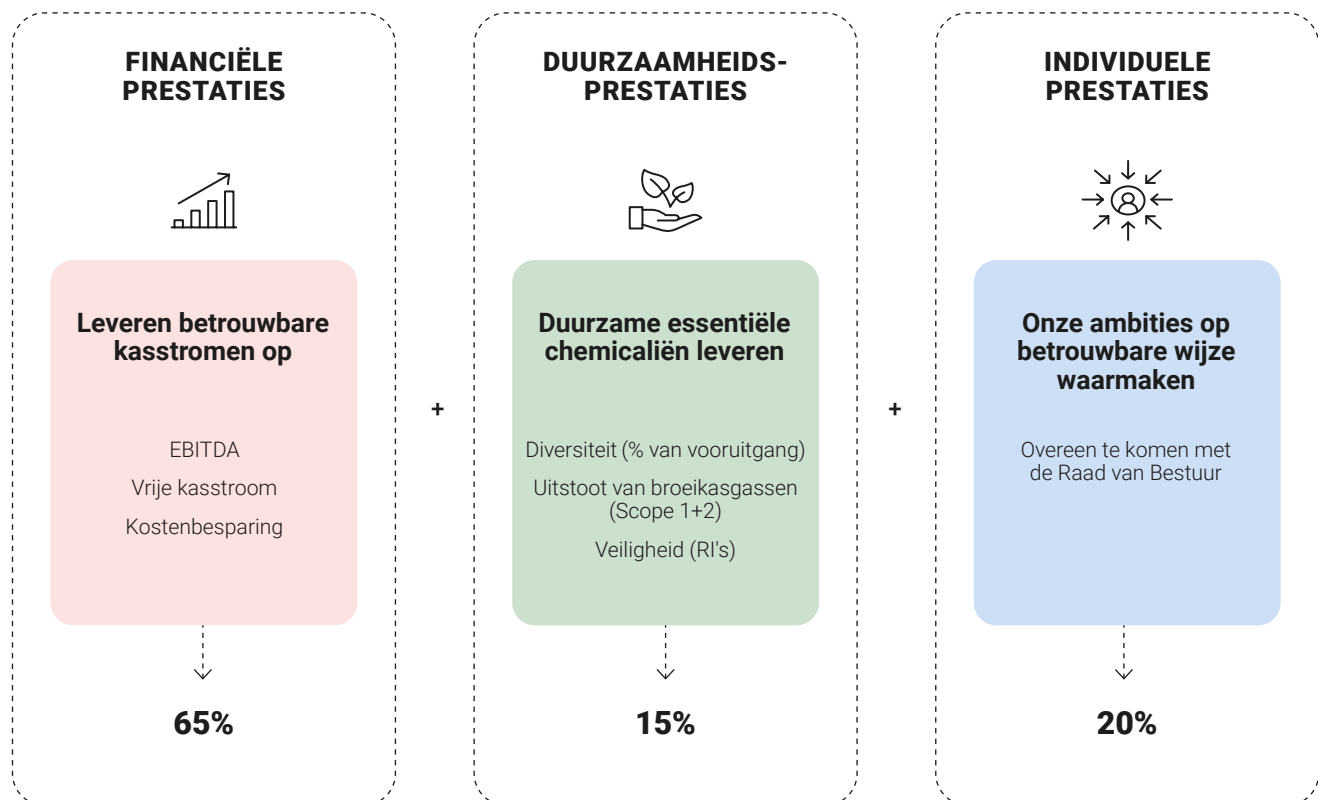 FINANCIËLE
PRESTATIES
Leveren betrouwbare
kasstromen op
EBITDA
Vrije kasstroom
Kostenbesparing
65%
+
DUURZAAMHEIDS-
PRESTATIES
Duurzame essentiële
chemicaliën leveren
Diversiteit (% van vooruitgang)
Uitstoot van broeikasgassen
(Scope 1+2)
Veiligheid (RI's)
15%
+
INDIVIDUELE
PRESTATIES
Onze ambities op
betrouwbare wijze
waarmaken
Overeen te komen met
de Raad van Bestuur
20%